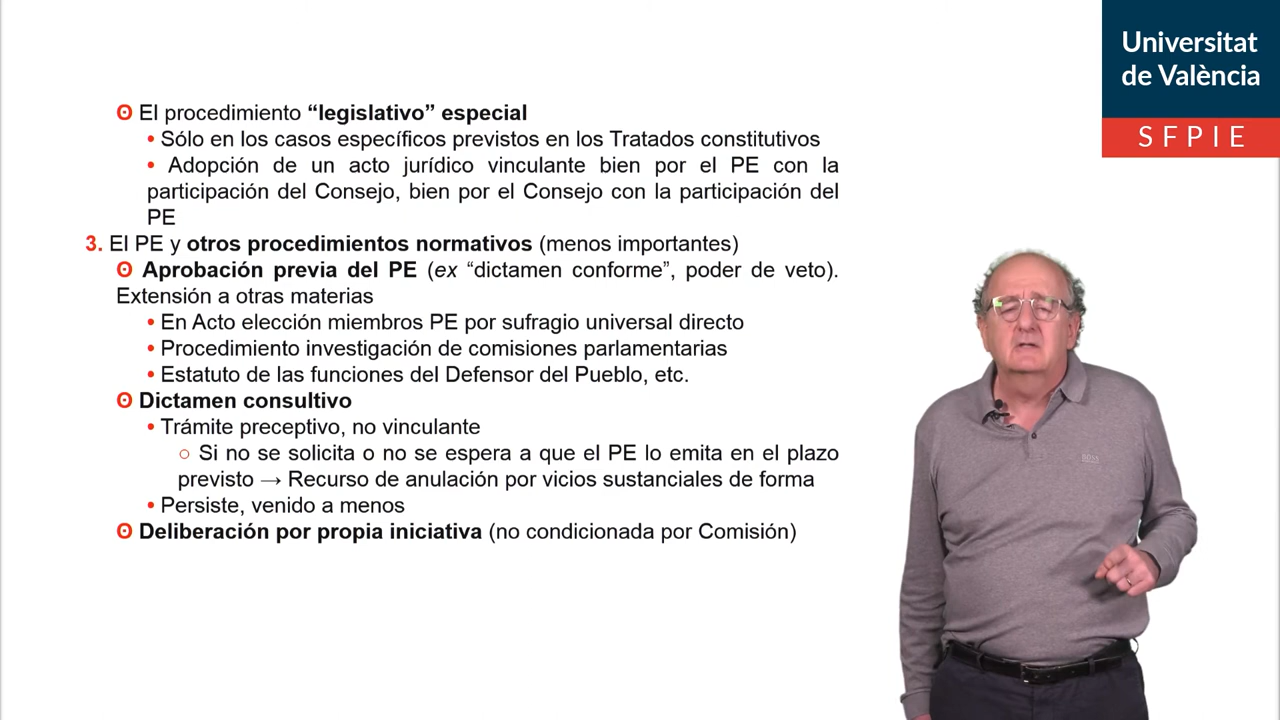 Universitat
de València
SFPIE
ʘ El procedimiento “legislativo” especial
• Sólo en los casos específicos previstos en los Tratados constitutivos
• Adopción de un acto jurídico vinculante bien por el PE con la
participación del Consejo, bien por el Consejo con la participación del
PE
3. El PE y otros procedimientos normativos (menos importantes)
ʘ Aprobación previa del PE (ex “dictamen conforme”, poder de veto).
Extensión a otras materias
• En Acto elección miembros PE por sufragio universal directo
• Procedimiento investigación de comisiones parlamentarias
• Estatuto de las funciones del Defensor del Pueblo, etc.
ʘ Dictamen consultivo
• Trámite preceptivo, no vinculante
○ Si no se solicita o no se espera a que el PE lo emita en el plazo
previsto → Recurso de anulación por vicios sustanciales de forma
• Persiste, venido a menos
ʘ Deliberación por propia iniciativa (no condicionada por Comisión)
BOSS